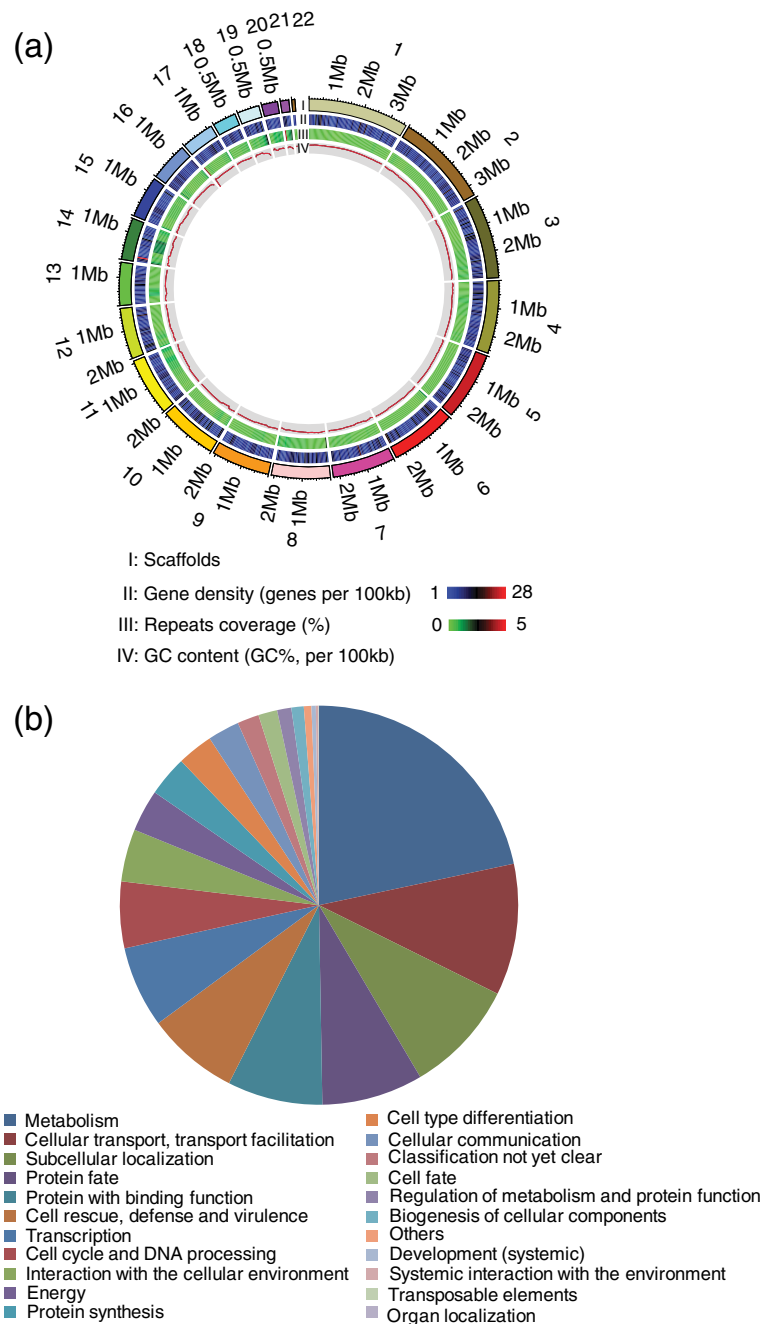 (a)
1
1Mb
2Mb
3Mb
2
1Mb
2Mb
3Mb
3
1Mb
2Mb
4
1Mb
2Mb
5
1Mb
2Mb
6
1Mb
2Mb
7
1Mb
2Mb
8
1Mb
2Mb
9
1Mb
2Mb
10
1Mb
2Mb
11
1Mb
2Mb
12
1Mb
13
1Mb
14
1Mb
15
1Mb
16
1Mb
17
1Mb
18
0.5Mb
19
0.5Mb
20
0.5Mb
21
22
I
II
III
IV
I: Scaffolds
II: Gene density (genes per 100kb) 1 28
III: Repeats coverage (%) 0 5
IV: GC content (GC%, per 100kb)
(b)
Metabolism
Cellular transport, transport facilitation
Subcellular localization
Protein fate
Protein with binding function
Cell rescue, defense and virulence
Transcription
Cell cycle and DNA processing
Interaction with the cellular environment
Energy
Protein synthesis
Cell type differentiation
Cellular communication
Classification not yet clear
Cell fate
Regulation of metabolism and protein function
Biogenesis of cellular components
Others
Development (systemic)
Systemic interaction with the environment
Transposable elements
Organ localization